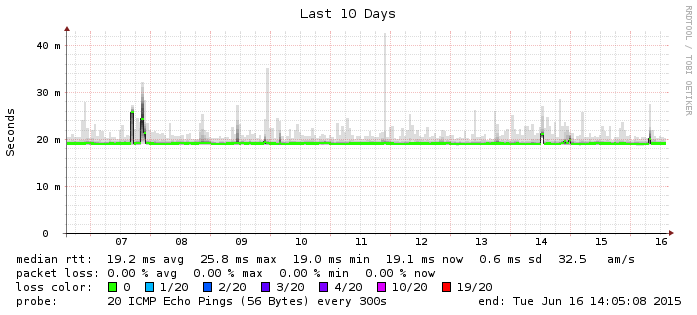 Last 10 Days
RRDTOOL / TOBI OETIKER
Seconds
40 m
30 m
20 m
10 m
0
07 08 09 10 11 12 13 14 15 16
median rtt: 19.2 ms avg 25.8 ms max 19.0 ms min 19.1 ms now 0.6 ms sd 32.5 am/s
packet loss: 0.00 % avg 0.00 % max 0.00 % min 0.00 % now
loss color: 0 1/20 2/20 3/20 4/20 10/20 19/20
probe: 20 ICMP Echo Pings (56 Bytes) every 300s end: Tue Jun 16 14:05:08 2015